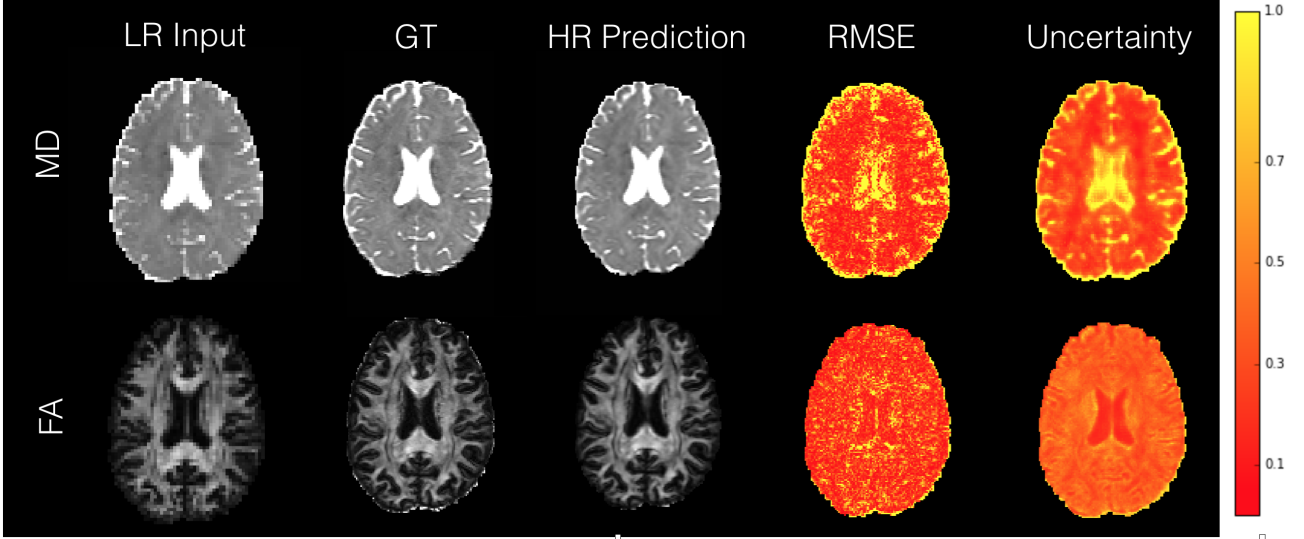 LR Input GT HR Prediction RMSE Uncertainty
MD
FA
1.0
0.7
0.5
0.3
0.1